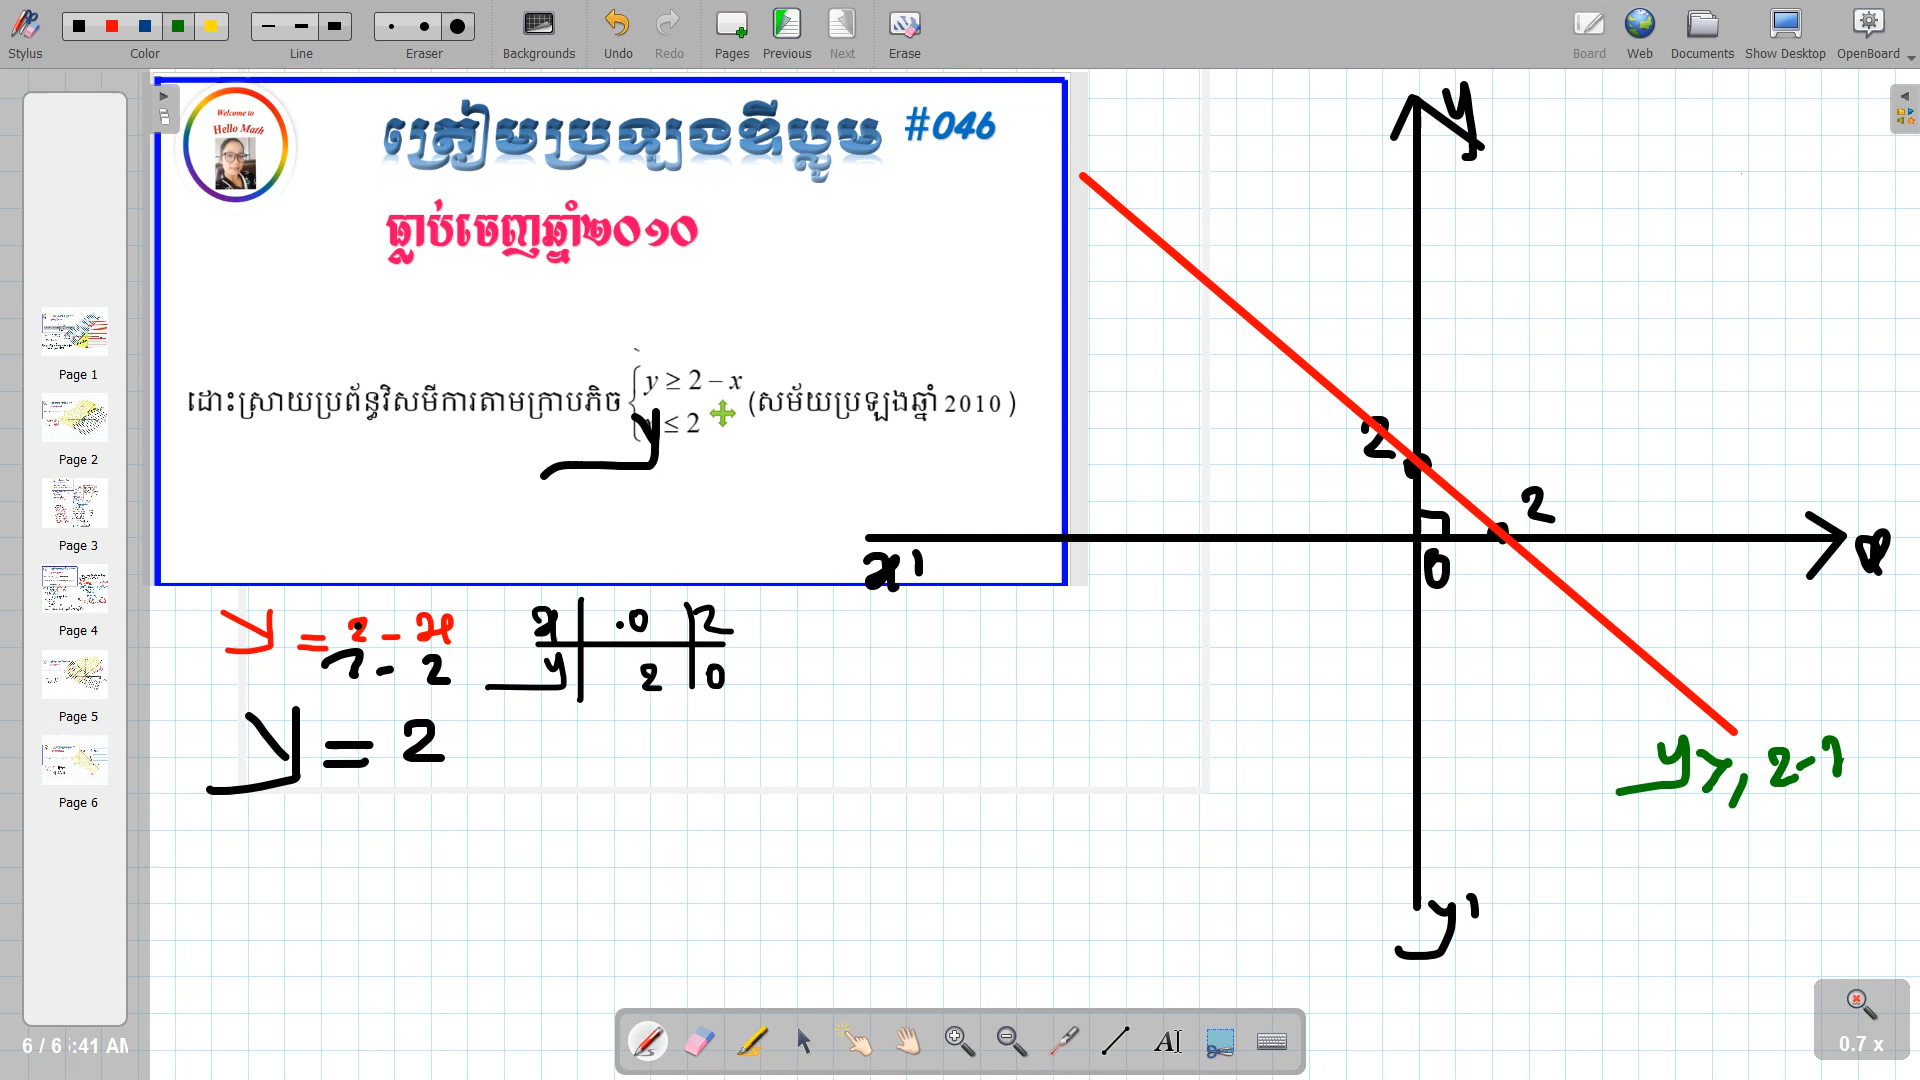 Stylus
Color
Line
Eraser
Backgrounds
Undo
Redo
Pages
Previous
Next
Erase
Board
Web
Documents
Show Desktop
OpenBoard
Welcome to
Hello Math
ត្រៀមប្រឡងឌីប្លូម #046
ធ្លាប់ចេញឆ្នាំ២០១០
ដោះស្រាយប្រព័ន្ធវិសមីការតាមក្រាបភិច { y ≥ 2 – x (សម័យប្រឡងឆ្នាំ 2010 )
y ≤ 2
y
2
2
0
x'
x
y'
y = 2 - x
x 0 2
y 2 0
- 2
y = 2
y ≥ 2 -
Page 1
Page 2
Page 3
Page 4
Page 5
Page 6
6 / 6
:41 AM
0.7 x